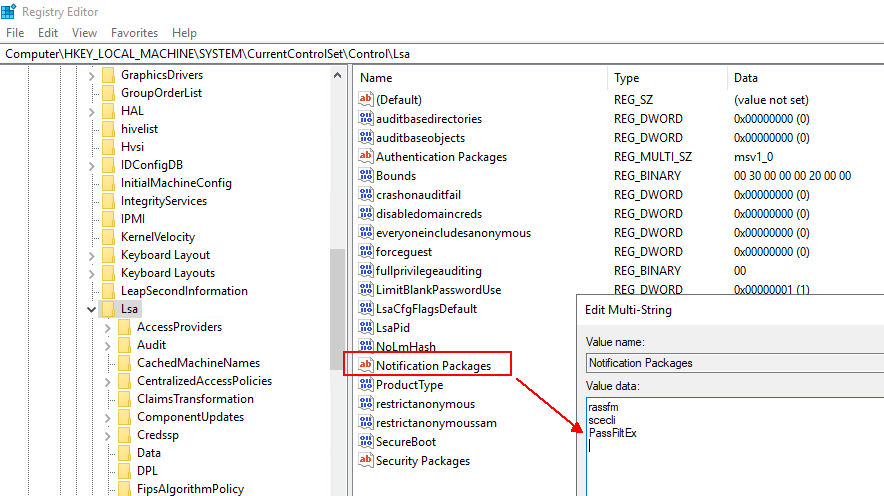 Registry Editor
File Edit View Favorites Help
Computer\HKEY_LOCAL_MACHINE\SYSTEM\CurrentControlSet\Control\Lsa
GraphicsDrivers
GroupOrderList
HAL
hivelist
Hvsi
IDConfigDB
InitialMachineConfig
IntegrityServices
IPMI
KernelVelocity
Keyboard Layout
Keyboard Layouts
LeapSecondInformation
Lsa
AccessProviders
Audit
CachedMachineNames
CentralizedAccessPolicies
ClaimsTransformation
ComponentUpdates
Credssp
Data
DPL
FipsAlgorithmPolicy
Name Type Data
(Default) REG_SZ (value not set)
auditbasedirectories REG_DWORD 0x00000000 (0)
auditbaseobjects REG_DWORD 0x00000000 (0)
Authentication Packages REG_MULTI_SZ msv1_0
Bounds REG_BINARY 00 30 00 00 00 20 00 00
crashonauditfail REG_DWORD 0x00000000 (0)
disabledomaincreds REG_DWORD 0x00000000 (0)
everyoneincludesanonymous REG_DWORD 0x00000000 (0)
forceguest REG_DWORD 0x00000000 (0)
fullprivilegeauditing REG_BINARY 00
LimitBlankPasswordUse REG_DWORD 0x00000001 (1)
LsaCfgFlagsDefault
LsaPid
NoLmHash
Notification Packages
ProductType
restrictanonymous
restrictanonymoussam
SecureBoot
Security Packages
Edit Multi-String
Value name:
Notification Packages
Value data:
rassfm
scecli
PassFiltEx